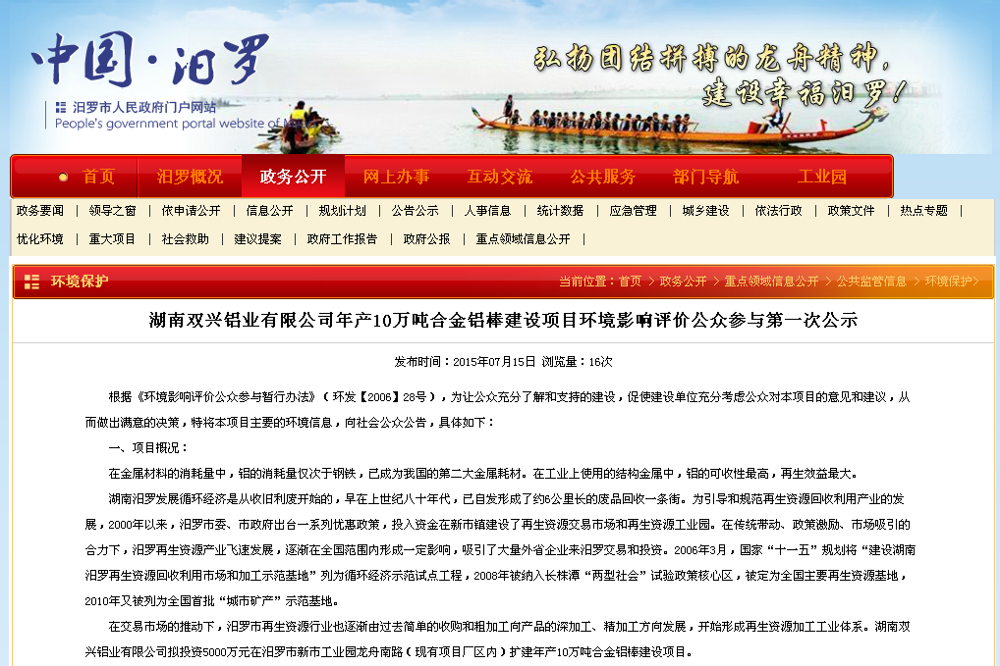 中国·汨罗
弘扬团结拼搏的龙舟精神，
建设幸福汨罗！
汨罗市人民政府门户网站
People's government portal website of
首页 汨罗概况 政务公开 网上办事 互动交流 公共服务 部门导航 工业园
政务要闻 | 领导之窗 | 依申请公开 | 信息公开 | 规划计划 | 公告公示 | 人事信息 | 统计数据 | 应急管理 | 城乡建设 | 依法行政 | 政策文件 | 热点专题 |
优化环境 | 重大项目 | 社会救助 | 建议提案 | 政府工作报告 | 政府公报 | 重点领域信息公开 |
环境保护 当前位置：首页 > 政务公开 > 重点领域信息公开 > 公共监管信息 > 环境保护>
湖南双兴铝业有限公司年产10万吨合金铝棒建设项目环境影响评价公众参与第一次公示
发布时间：2015年07月15日 浏览量：16次
根据《环境影响评价公众参与暂行办法》（环发【2006】28号），为让公众充分了解和支持的建设，促使建设单位充分考虑公众对本项目的意见和建议，从
而做出满意的决策，特将本项目主要的环境信息，向社会公众公告，具体如下：
一、项目概况：
在金属材料的消耗量中，铝的消耗量仅次于钢铁，已成为我国的第二大金属耗材。在工业上使用的结构金属中，铝的可收性最高，再生效益最大。
湖南汨罗发展循环经济是从收旧利废开始的，早在上世纪八十年代，已自发形成了约6公里长的废品回收一条街。为引导和规范再生资源回收利用产业的发
展，2000年以来，汨罗市委、市政府出台一系列优惠政策，投入资金在新市镇建设了再生资源交易市场和再生资源工业园。在传统带动、政策激励、市场吸引的
合力下，汨罗再生资源产业飞速发展，逐渐在全国范围内形成一定影响，吸引了大量外省企业来汨罗交易和投资。2006年3月，国家“十一五”规划将“建设湖南
汨罗再生资源回收利用市场和加工示范基地”列为循环经济示范试点工程，2008年被纳入长株潭“两型社会”试验政策核心区，被定为全国主要再生资源基地，
2010年又被列为全国首批“城市矿产”示范基地。
在交易市场的推动下，汨罗市再生资源行业也逐渐由过去简单的收购和粗加工向产品的深加工、精加工方向发展，开始形成再生资源加工工业体系。湖南双
兴铝业有限公司拟投资5000万元在汨罗市新市工业园龙舟南路（现有项目厂区内）扩建年产10万吨合金铝棒建设项目。